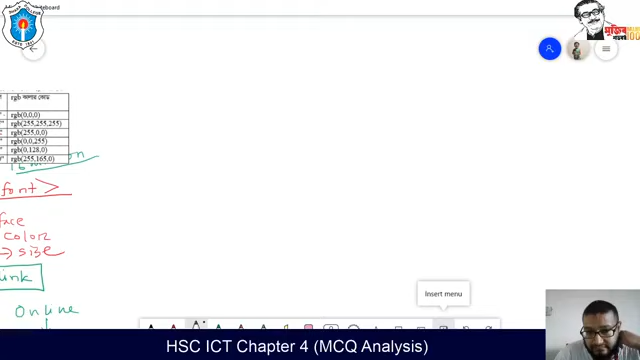 iteboard
rgb কালার কোড
rgb(0,0,0)
rgb(255,255,255)
rgb(255,0,0)
rgb(0,0,255)
rgb(0,128,0)
rgb(255,165,0)
font >
face
color
→ size
ink
Online
Insert menu
HSC ICT Chapter 4 (MCQ Analysis)